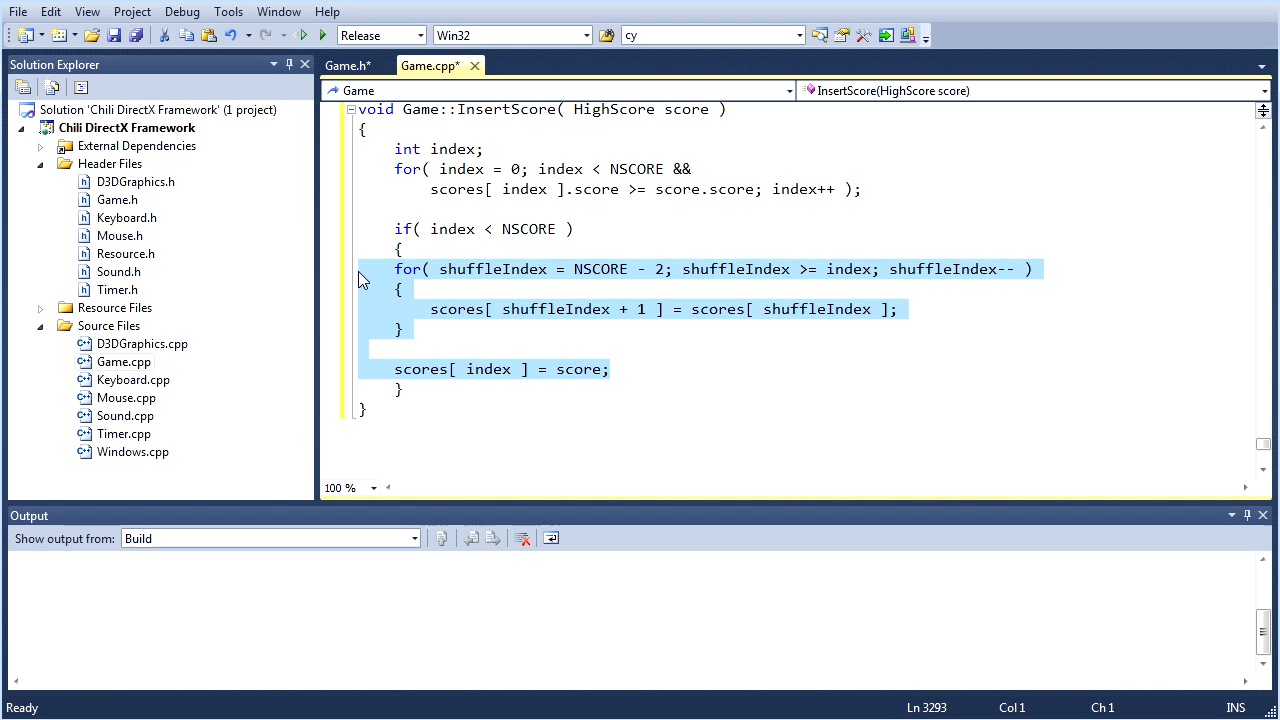 File Edit View Project Debug Tools Window Help
Release Win32 cy
Solution Explorer
Game.h* Game.cpp*
Game InsertScore(HighScore score)
Solution 'Chili DirectX Framework' (1 project)
Chili DirectX Framework
External Dependencies
Header Files
D3DGraphics.h
Game.h
Keyboard.h
Mouse.h
Resource.h
Sound.h
Timer.h
Resource Files
Source Files
D3DGraphics.cpp
Game.cpp
Keyboard.cpp
Mouse.cpp
Sound.cpp
Timer.cpp
Windows.cpp
void Game::InsertScore( HighScore score )
{
int index;
for( index = 0; index < NSCORE &&
scores[ index ].score >= score.score; index++ );
if( index < NSCORE )
{
for( shuffleIndex = NSCORE - 2; shuffleIndex >= index; shuffleIndex-- )
{
scores[ shuffleIndex + 1 ] = scores[ shuffleIndex ];
}
scores[ index ] = score;
}
}
100 %
Output
Show output from: Build
Ready Ln 3293 Col 1 Ch 1 INS